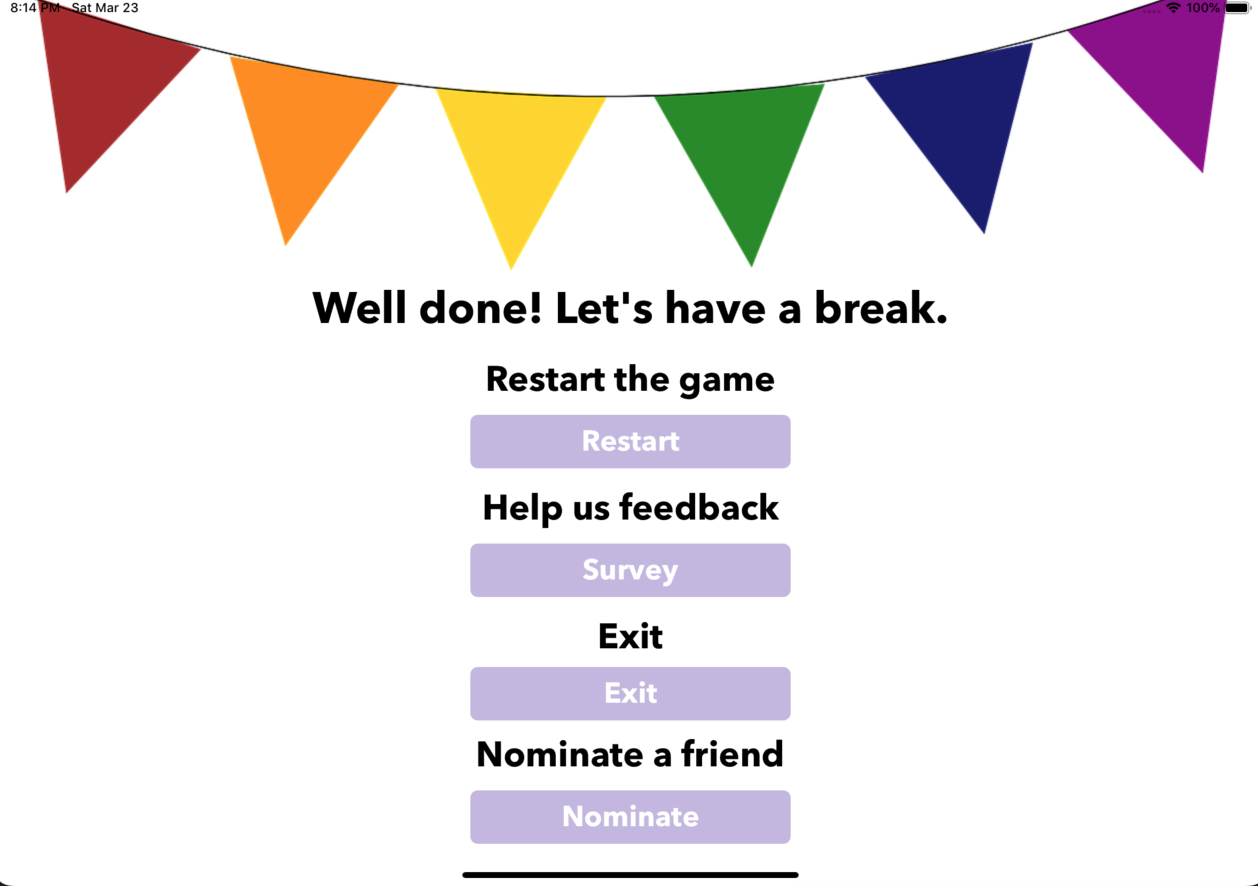 8:14 PM Sat Mar 23
100%
Well done! Let's have a break.
Restart the game
Restart
Help us feedback
Survey
Exit
Exit
Nominate a friend
Nominate